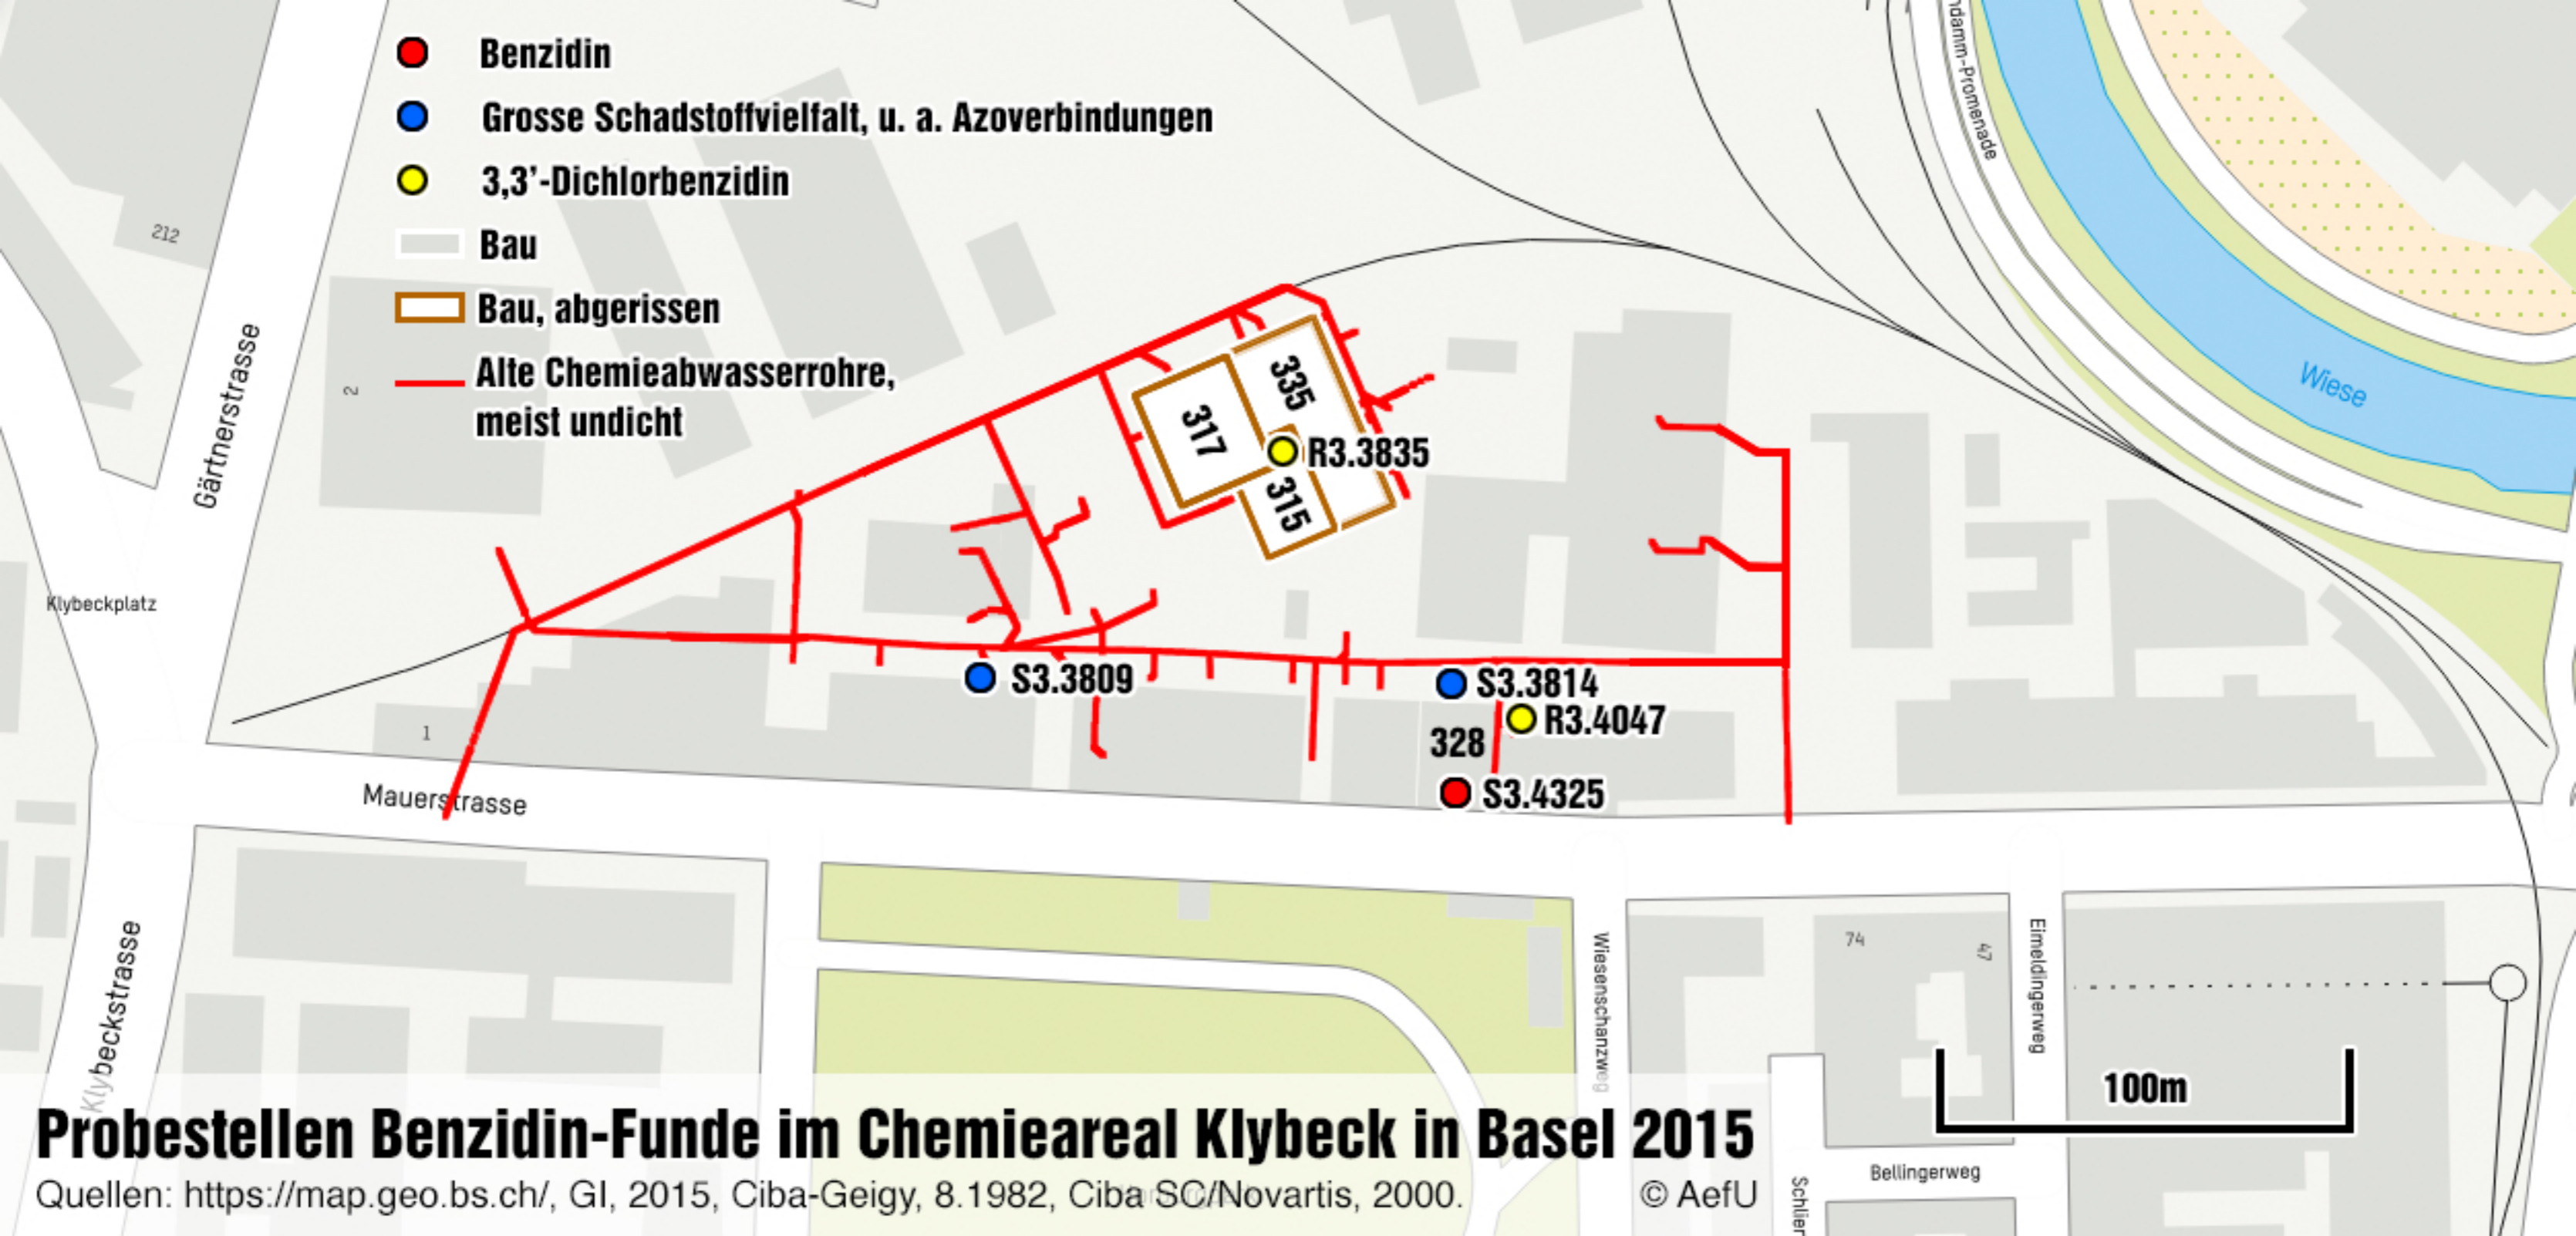 Benzidin
Grosse Schadstoffvielfalt, u. a. Azoverbindungen
3,3’-Dichlorbenzidin
Bau
Bau, abgerissen
Alte Chemieabwasserrohre,
meist undicht
212
2
Gärtnerstrasse
Klybeckplatz
1
Mauerstrasse
Klybeckstrasse
335
317
315
R3.3835
S3.3809
S3.3814
R3.4047
328
S3.4325
Wiese
Wiesenschanzweg
74
47
Eimeldingerweg
Bellingerweg
100m
Probestellen Benzidin-Funde im Chemieareal Klybeck in Basel 2015
Quellen: https://map.geo.bs.ch/, GI, 2015, Ciba-Geigy, 8.1982, Ciba SC/Novartis, 2000.
© AefU